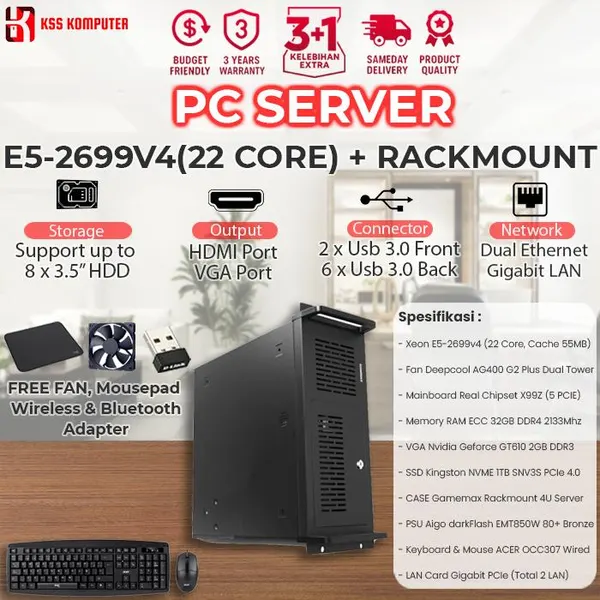 KSS KOMPUTER
BUDGET
FRIENDLY
3
3 YEARS
WARRANTY
3+1
KELEBIHAN
EXTRA
SAMEDAY
DELIVERY
PRODUCT
QUALITY
PC SERVER
E5-2699V4(22 CORE) + RACKMOUNT
Storage
Support up to
8 x 3.5" HDD
Output
HDMI Port
VGA Port
Connector
2 x Usb 3.0 Front
6 x Usb 3.0 Back
Network
Dual Ethernet
Gigabit LAN
FREE FAN, Mousepad
Wireless & Bluetooth
Adapter
Spesifikasi :
- Xeon E5-2699v4 (22 Core, Cache 55MB)
- Fan Deepcool AG400 G2 Plus Dual Tower
- Mainboard Real Chipset X99Z (5 PCIE)
- Memory RAM ECC 32GB DDR4 2133Mhz
- VGA Nvidia Geforce GT610 2GB DDR3
- SSD Kingston NVME 1TB SNV3S PCIe 4.0
- CASE Gamemax Rackmount 4U Server
- PSU Aigo darkFlash EMT850W 80+ Bronze
- Keyboard & Mouse ACER OCC307 Wired
- LAN Card Gigabit PCIe (Total 2 LAN)